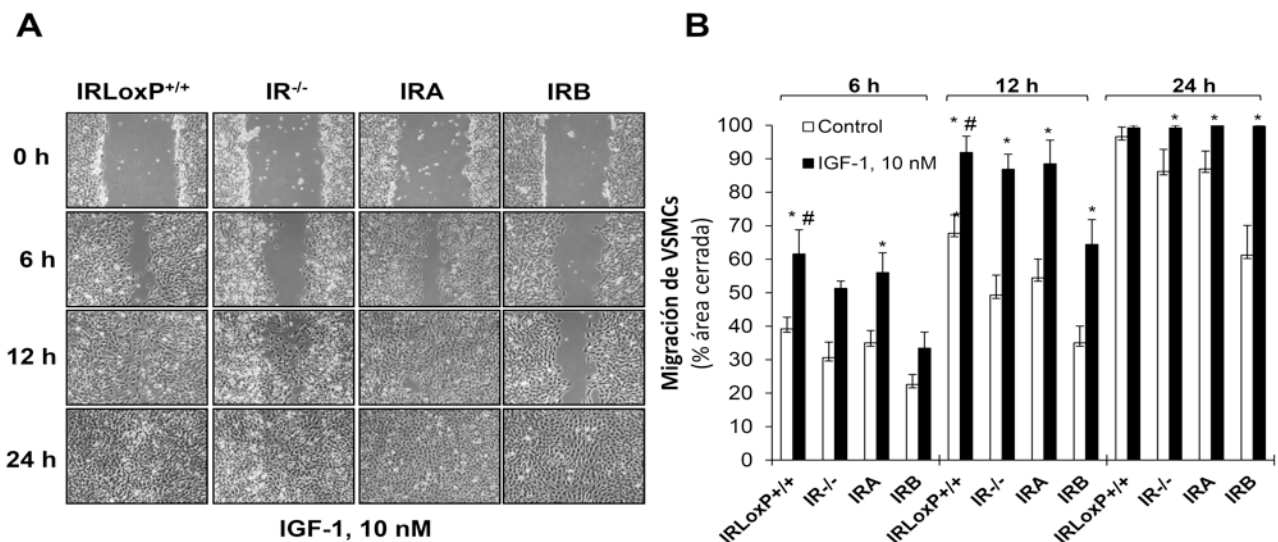 A
IRLoxP+/+ IR-/- IRA IRB
0 h
6 h
12 h
24 h
IGF-1, 10 nM
B
6 h 12 h 24 h
Control
IGF-1, 10 nM
* # * * # * * * * * * *
Migración de VSMCs
(% área cerrada)
100
90
80
70
60
50
40
30
20
10
0
IRLoxP+/+ IR-/- IRA IRB IRLoxP+/+ IR-/- IRA IRB IRLoxP+/+ IR-/- IRA IRB